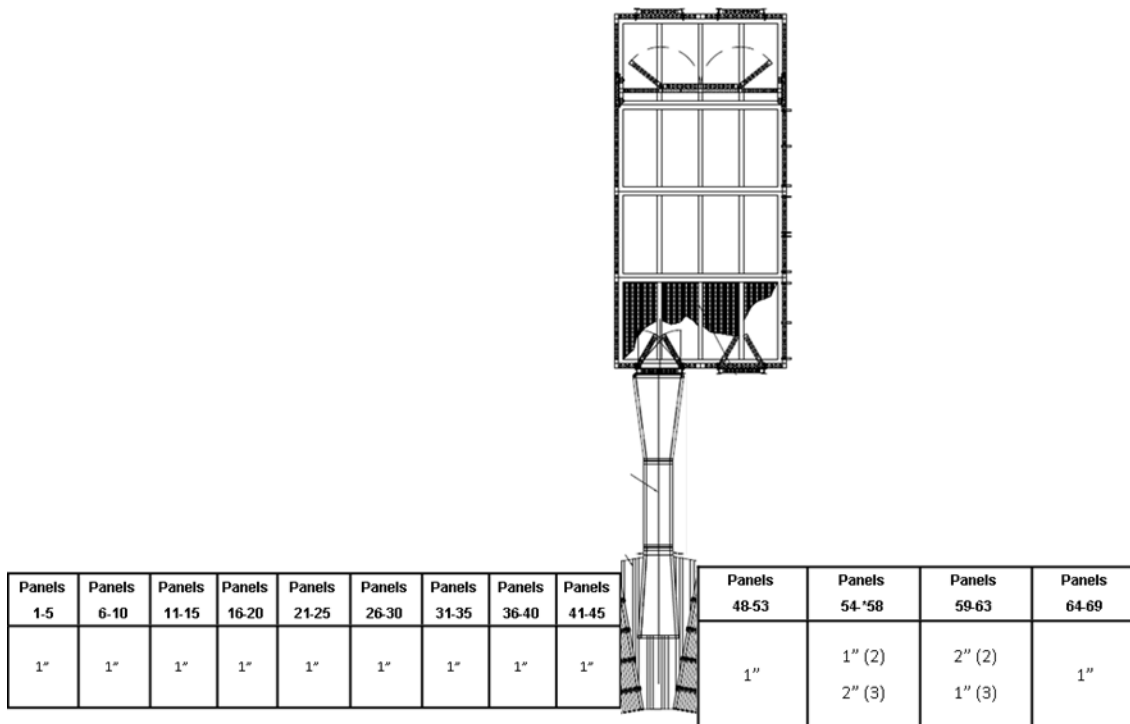 Panels 1-5
Panels 6-10
Panels 11-15
Panels 16-20
Panels 21-25
Panels 26-30
Panels 31-35
Panels 36-40
Panels 41-45
1”
1”
1”
1”
1”
1”
1”
1”
1”
Panels 48-53
Panels 54-*58
Panels 59-63
Panels 64-69
1”
1” (2)
2” (3)
2” (2)
1” (3)
1”